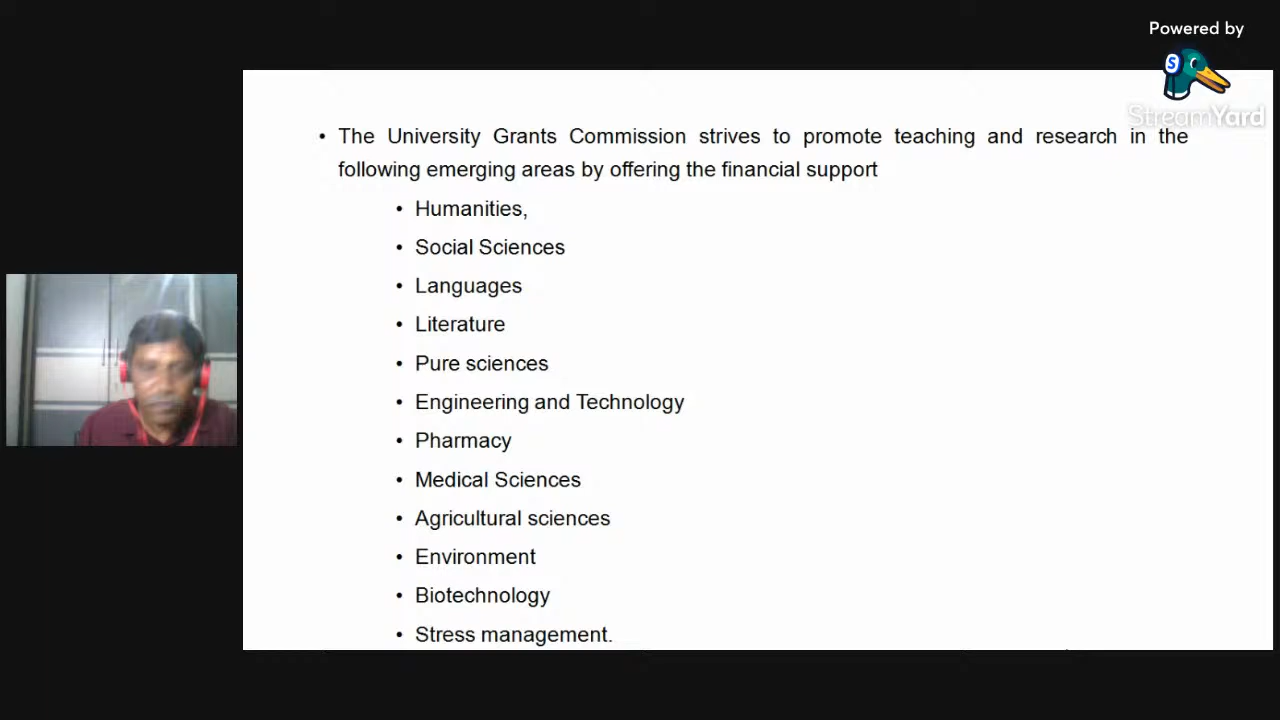 Powered by
StreamYard
• The University Grants Commission strives to promote teaching and research in the
following emerging areas by offering the financial support
• Humanities,
• Social Sciences
• Languages
• Literature
• Pure sciences
• Engineering and Technology
• Pharmacy
• Medical Sciences
• Agricultural sciences
• Environment
• Biotechnology
• Stress management.